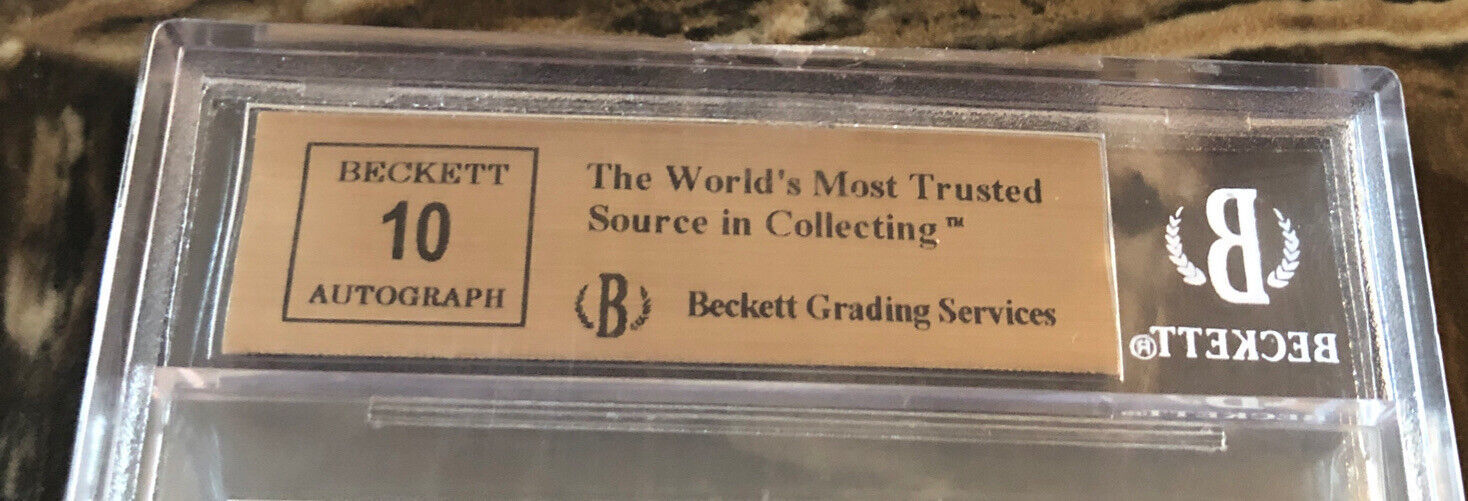 BECKETT
10
AUTOGRAPH
The World's Most Trusted
Source in Collecting™
B
Beckett Grading Services
B
BECKETT®